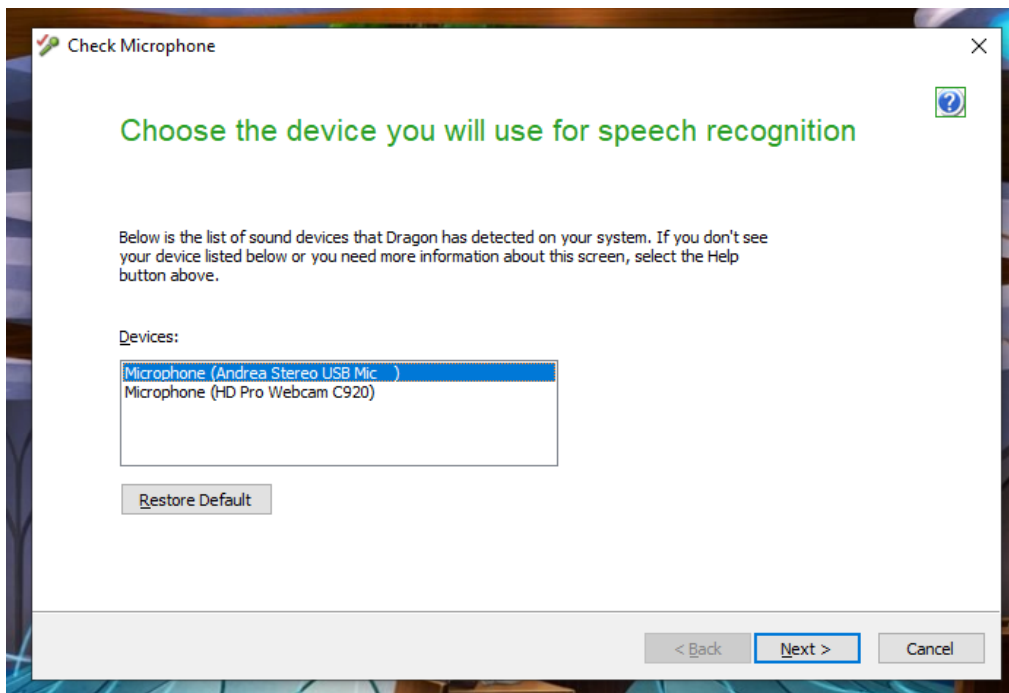 Check Microphone
Choose the device you will use for speech recognition
Below is the list of sound devices that Dragon has detected on your system. If you don't see
your device listed below or you need more information about this screen, select the Help
button above.
Devices:
Microphone (Andrea Stereo USB Mic    )
Microphone (HD Pro Webcam C920)
Restore Default
< Back
Next >
Cancel